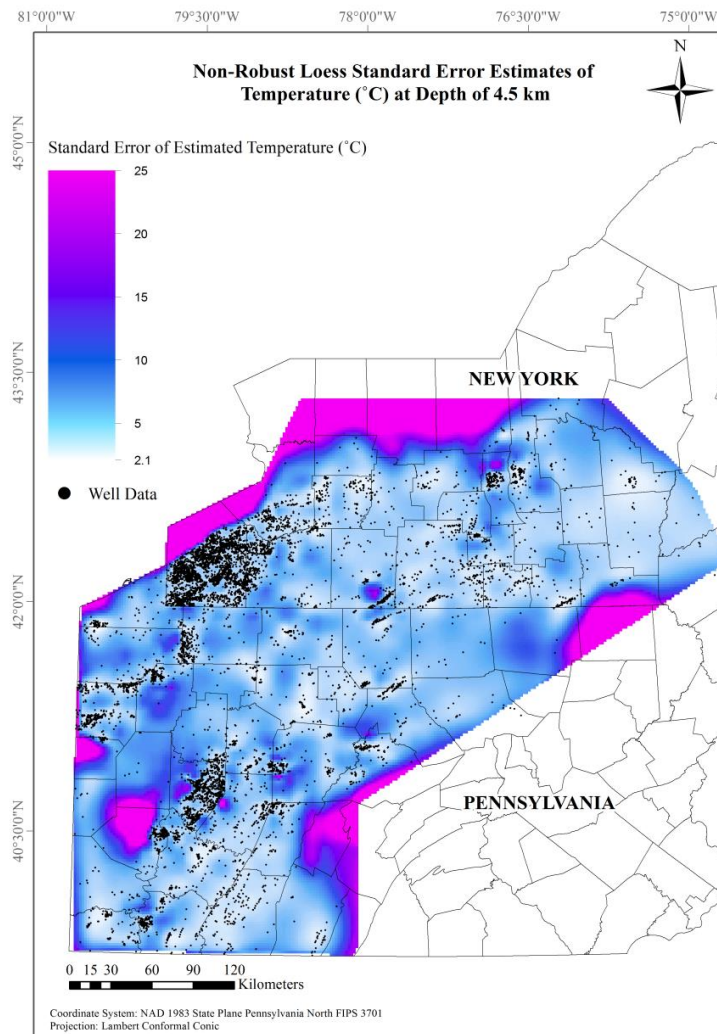 81°0'0"W 79°30'0"W 78°0'0"W 76°30'0"W 75°0'0"W
N
Non-Robust Loess Standard Error Estimates of
Temperature (˚C) at Depth of 4.5 km
45°0'0"N
Standard Error of Estimated Temperature (˚C)
25
20
15
10
5
2.1
Well Data
43°30'0"N
NEW YORK
42°0'0"N
PENNSYLVANIA
40°30'0"N
0 15 30 60 90 120
Kilometers
Coordinate System: NAD 1983 State Plane Pennsylvania North FIPS 3701
Projection: Lambert Conformal Conic